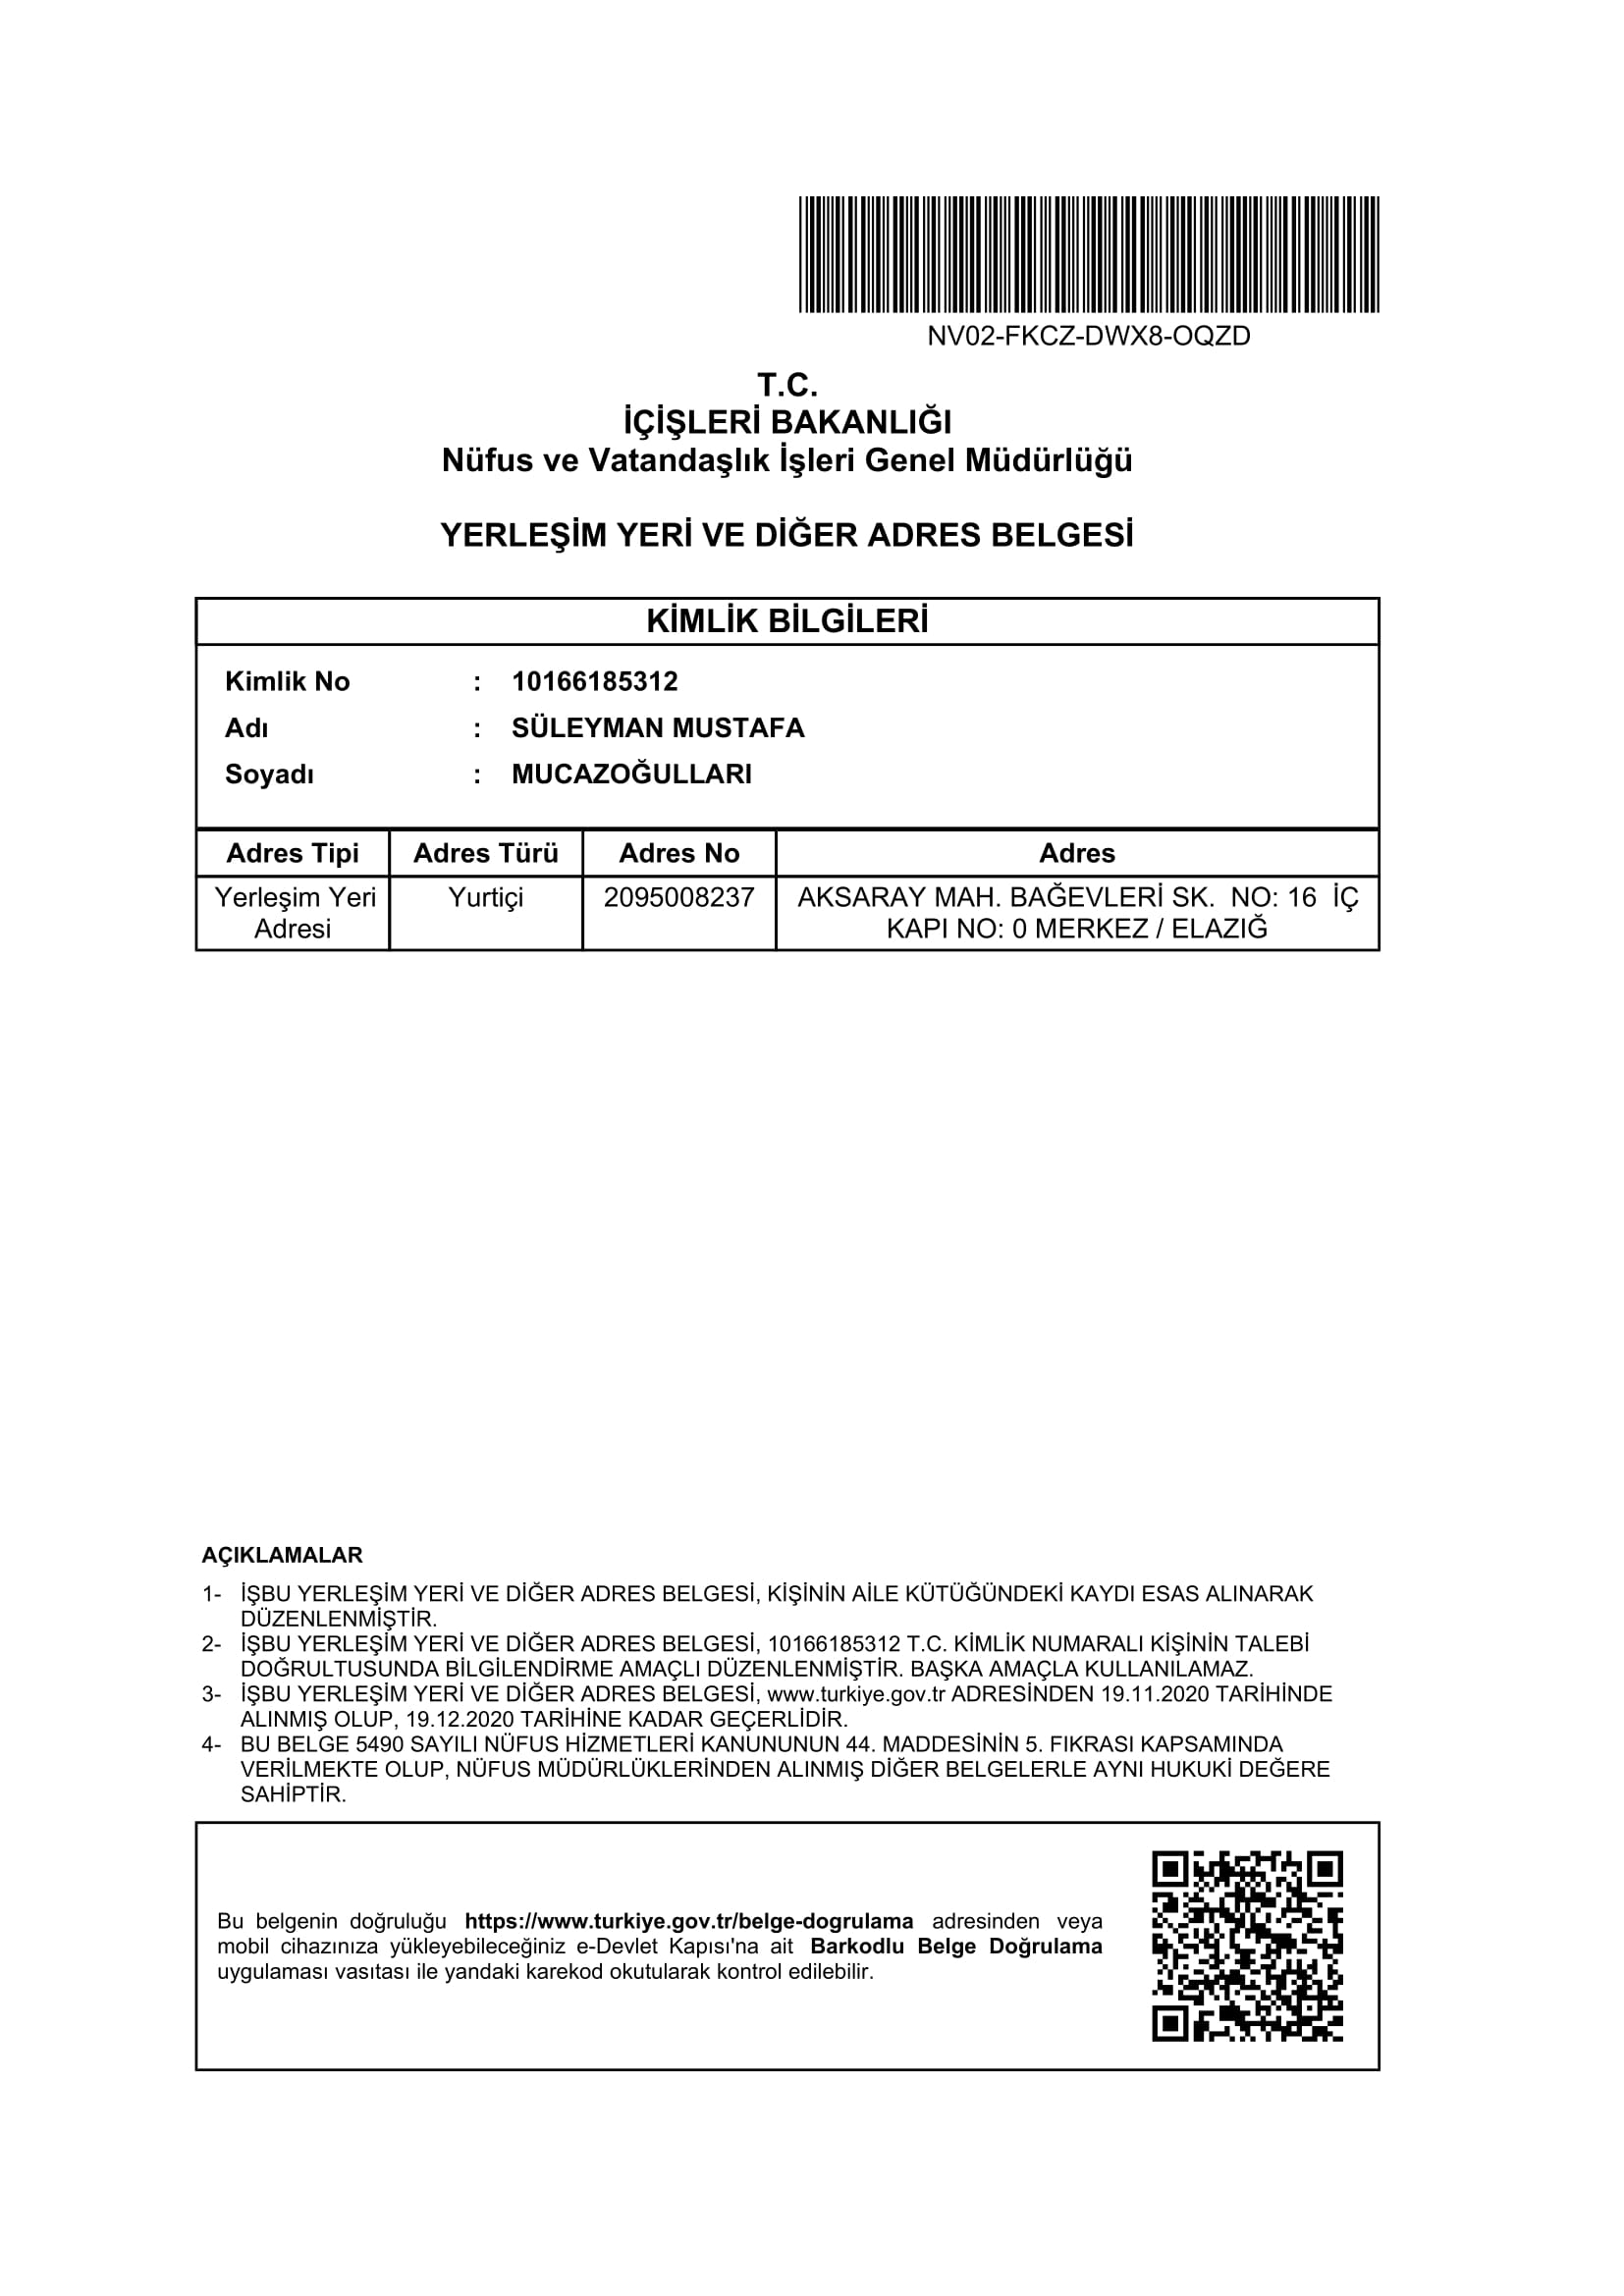 NV02-FKCZ-DWX8-OQZD
T.C.
İÇİŞLERİ BAKANLIĞI
Nüfus ve Vatandaşlık İşleri Genel Müdürlüğü
YERLEŞİM YERİ VE DİĞER ADRES BELGESİ
KİMLİK BİLGİLERİ
Kimlik No : 10166185312
Adı : SÜLEYMAN MUSTAFA
Soyadı : MUCAZOĞULLARI
Adres Tipi Adres Türü Adres No Adres
Yerleşim Yeri Yurtiçi 2095008237 AKSARAY MAH. BAĞEVLERİ SK. NO: 16 İÇ
Adresi KAPI NO: 0 MERKEZ / ELAZIĞ
AÇIKLAMALAR
1- İŞBU YERLEŞİM YERİ VE DİĞER ADRES BELGESİ, KİŞİNİN AİLE KÜTÜĞÜNDEKİ KAYDI ESAS ALINARAK
DÜZENLENMİŞTİR.
2- İŞBU YERLEŞİM YERİ VE DİĞER ADRES BELGESİ, 10166185312 T.C. KİMLİK NUMARALI KİŞİNİN TALEBİ
DOĞRULTUSUNDA BİLGİLENDİRME AMAÇLI DÜZENLENMİŞTİR. BAŞKA AMAÇLA KULLANILAMAZ.
3- İŞBU YERLEŞİM YERİ VE DİĞER ADRES BELGESİ, www.turkiye.gov.tr ADRESİNDEN 19.11.2020 TARİHİNDE
ALINMIŞ OLUP, 19.12.2020 TARİHİNE KADAR GEÇERLİDİR.
4- BU BELGE 5490 SAYILI NÜFUS HİZMETLERİ KANUNUNUN 44. MADDESİNİN 5. FIKRASI KAPSAMINDA
VERİLMEKTE OLUP, NÜFUS MÜDÜRLÜKLERİNDEN ALINMIŞ DİĞER BELGELERLE AYNI HUKUKİ DEĞERE
SAHİPTİR.
Bu belgenin doğruluğu https://www.turkiye.gov.tr/belge-dogrulama adresinden veya
mobil cihazınıza yükleyebileceğiniz e-Devlet Kapısı'na ait Barkodlu Belge Doğrulama
uygulaması vasıtası ile yandaki karekod okutularak kontrol edilebilir.